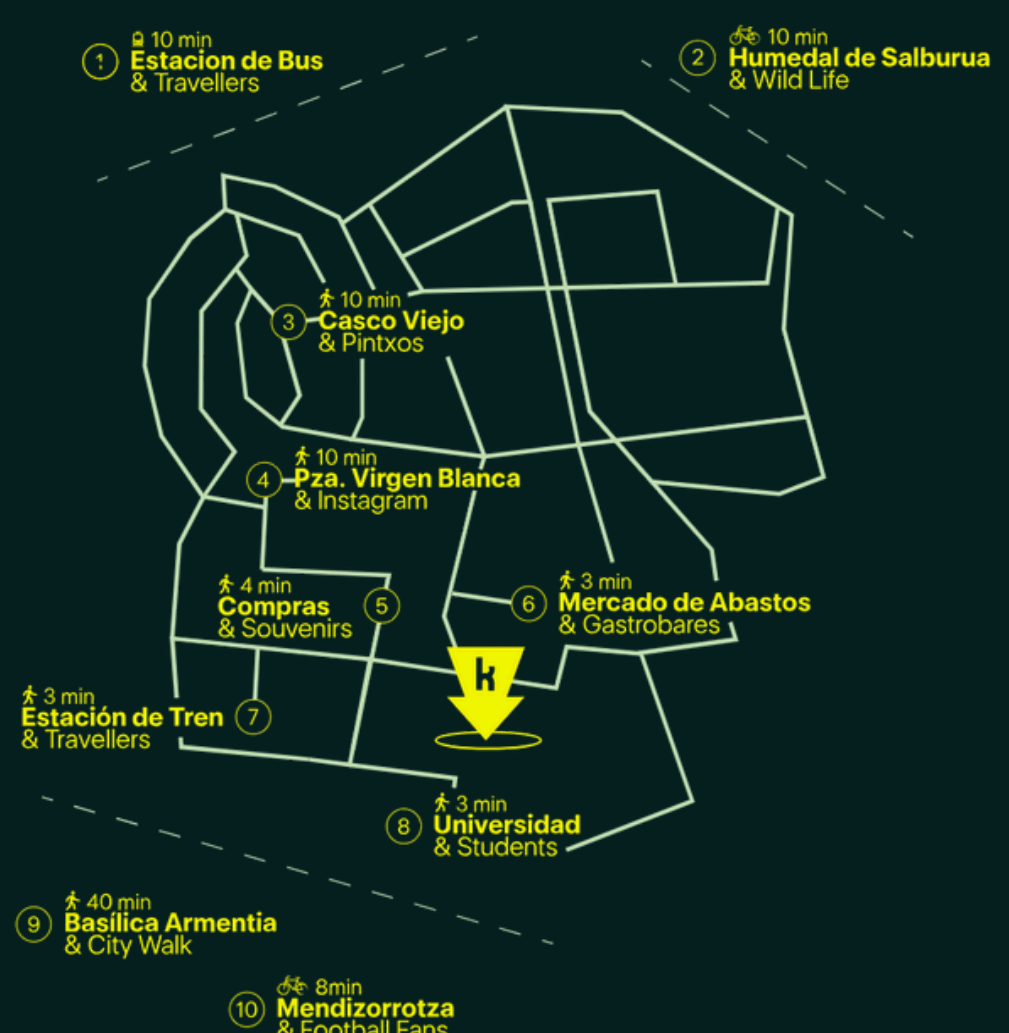 1
10 min
Estacion de Bus
& Travellers
2
10 min
Humedal de Salburua
& Wild Life
3
10 min
Casco Viejo
& Pintxos
4
10 min
Pza. Virgen Blanca
& Instagram
5
4 min
Compras
& Souvenirs
6
3 min
Mercado de Abastos
& Gastrobares
k
7
3 min
Estación de Tren
& Travellers
8
3 min
Universidad
& Students
9
40 min
Basílica Armentia
& City Walk
10
8min
Mendizorrotza
& Football Fans